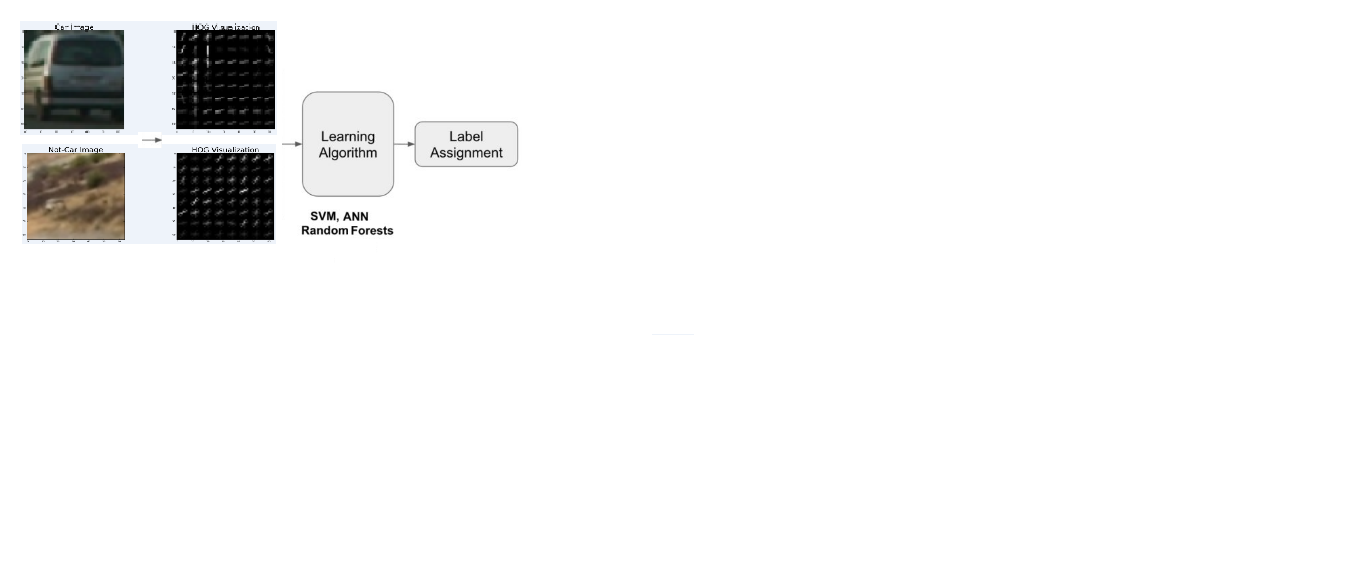 Car Image
HOG Visualization
Not-Car Image
HOG Visualization
Learning
Algorithm
Label
Assignment
SVM, ANN
Random Forests